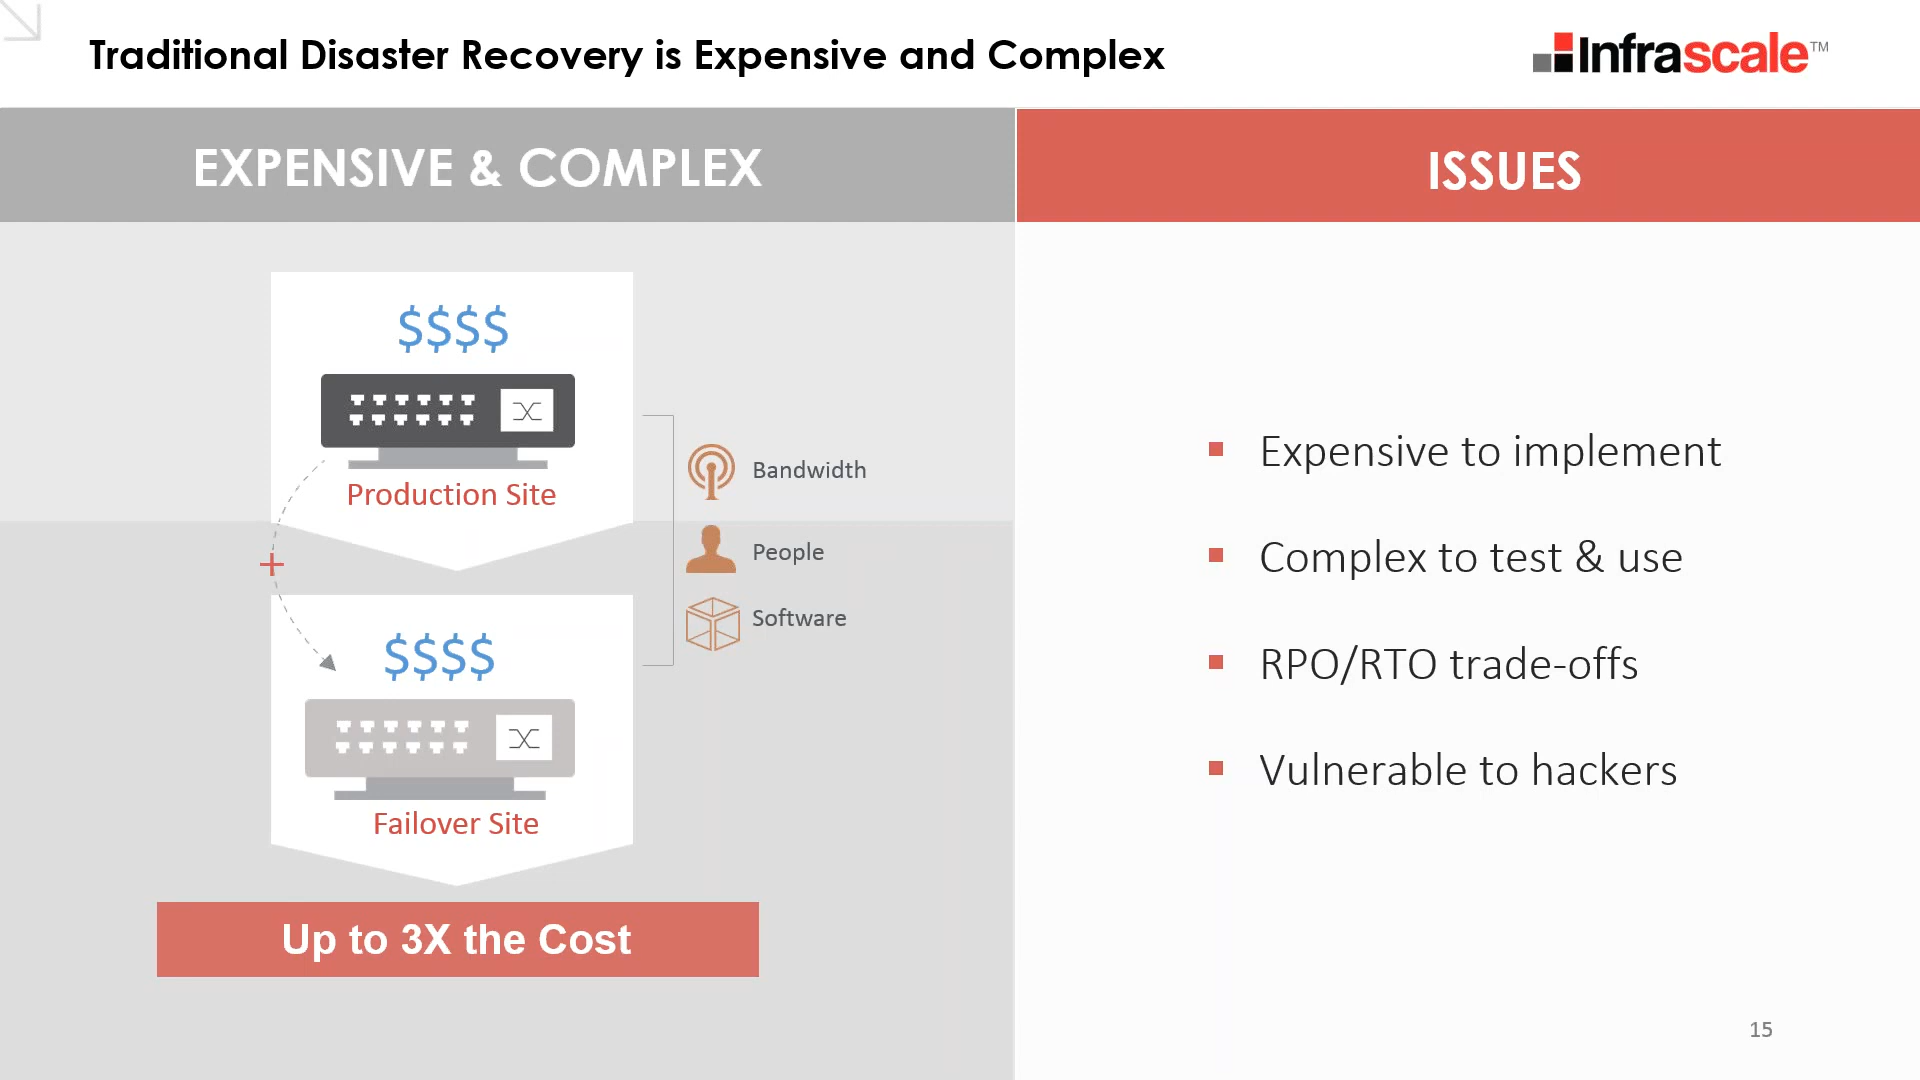 Traditional Disaster Recovery is Expensive and Complex
Infrascale™
EXPENSIVE & COMPLEX
$$$$
Production Site
+
$$$$
Failover Site
Bandwidth
People
Software
Up to 3X the Cost
ISSUES
Expensive to implement
Complex to test & use
RPO/RTO trade-offs
Vulnerable to hackers
15